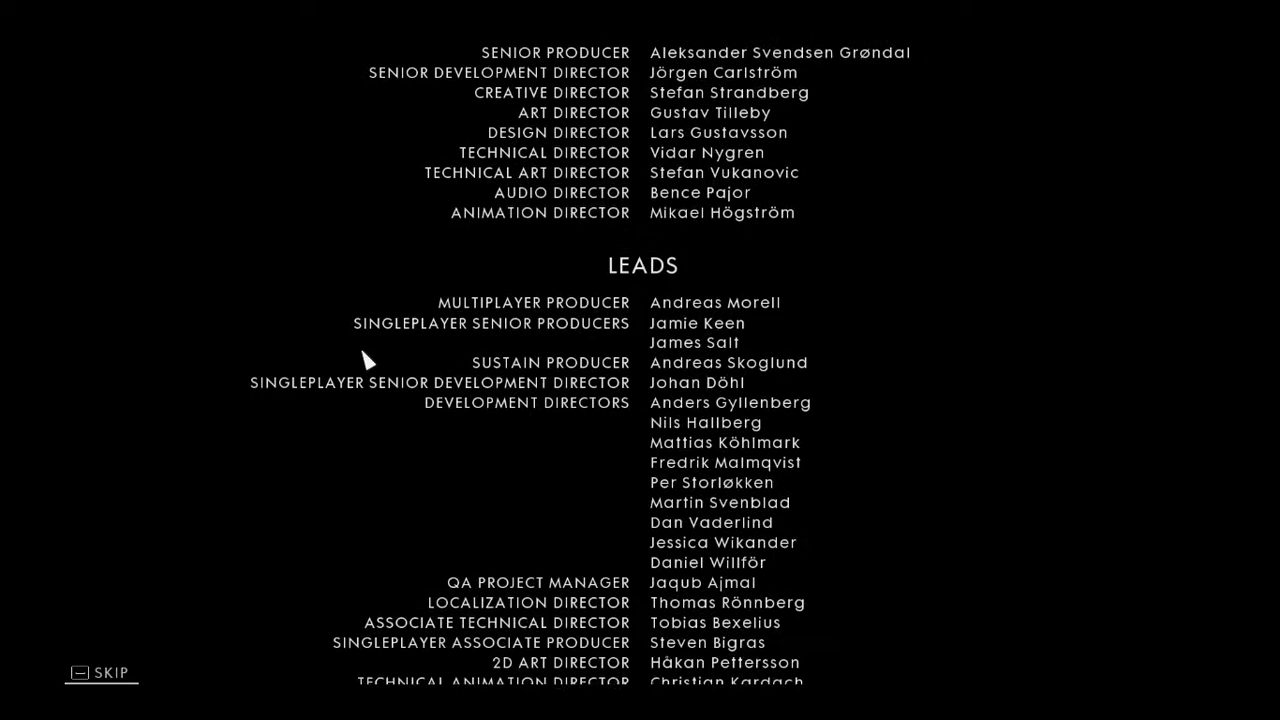 SENIOR PRODUCER Aleksander Svendsen Grøndal
SENIOR DEVELOPMENT DIRECTOR Jörgen Carlström
CREATIVE DIRECTOR Stefan Strandberg
ART DIRECTOR Gustav Tilleby
DESIGN DIRECTOR Lars Gustavsson
TECHNICAL DIRECTOR Vidar Nygren
TECHNICAL ART DIRECTOR Stefan Vukanovic
AUDIO DIRECTOR Bence Pajor
ANIMATION DIRECTOR Mikael Högström
LEADS
MULTIPLAYER PRODUCER Andreas Morell
SINGLEPLAYER SENIOR PRODUCERS Jamie Keen
James Salt
SUSTAIN PRODUCER Andreas Skoglund
SINGLEPLAYER SENIOR DEVELOPMENT DIRECTOR Johan Döhl
DEVELOPMENT DIRECTORS Anders Gyllenberg
Nils Hallberg
Mattias Köhlmark
Fredrik Malmqvist
Per Storløkken
Martin Svenblad
Dan Vaderlind
Jessica Wikander
Daniel Willför
QA PROJECT MANAGER Jaqub Ajmal
LOCALIZATION DIRECTOR Thomas Rönnberg
ASSOCIATE TECHNICAL DIRECTOR Tobias Bexelius
SINGLEPLAYER ASSOCIATE PRODUCER Steven Bigras
2D ART DIRECTOR Håkan Pettersson
TECHNICAL ANIMATION DIRECTOR Christian Kardach
SKIP